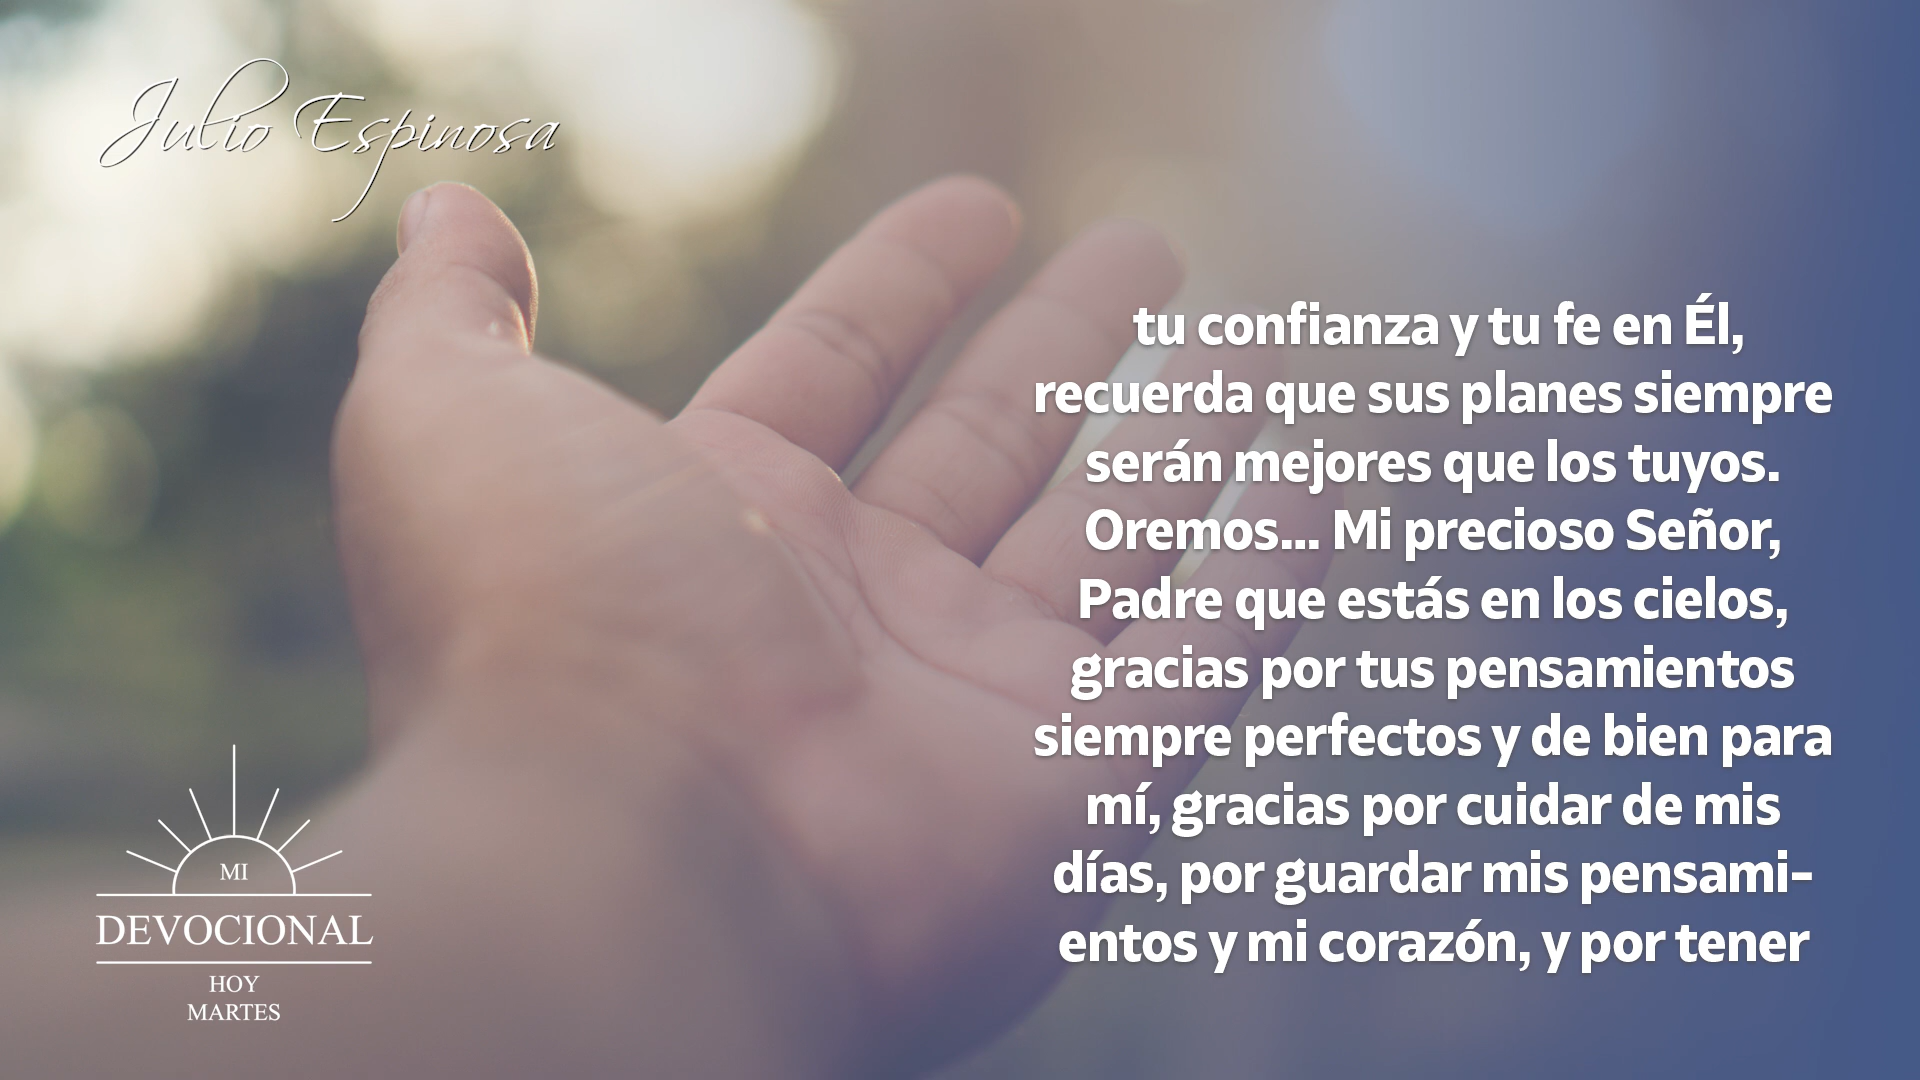 Julio Espinosa
tu confianza y tu fe en Él,
recuerda que sus planes siempre
serán mejores que los tuyos.
Oremos... Mi precioso Señor,
Padre que estás en los cielos,
gracias por tus pensamientos
siempre perfectos y de bien para
mí, gracias por cuidar de mis
días, por guardar mis pensami-
entos y mi corazón, y por tener
MI
DEVOCIONAL
HOY
MARTES